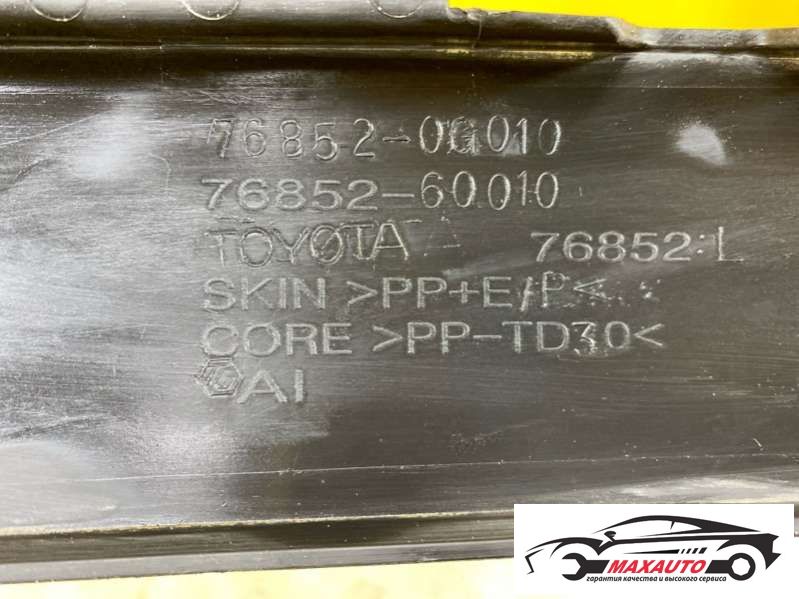 76852-0G010
76852-60010
TOYOTA 76852:L
SKIN >PP+E/P<
CORE >PP-TD30<
AI
MAXAUTO
гарантия качества и высокого сервиса